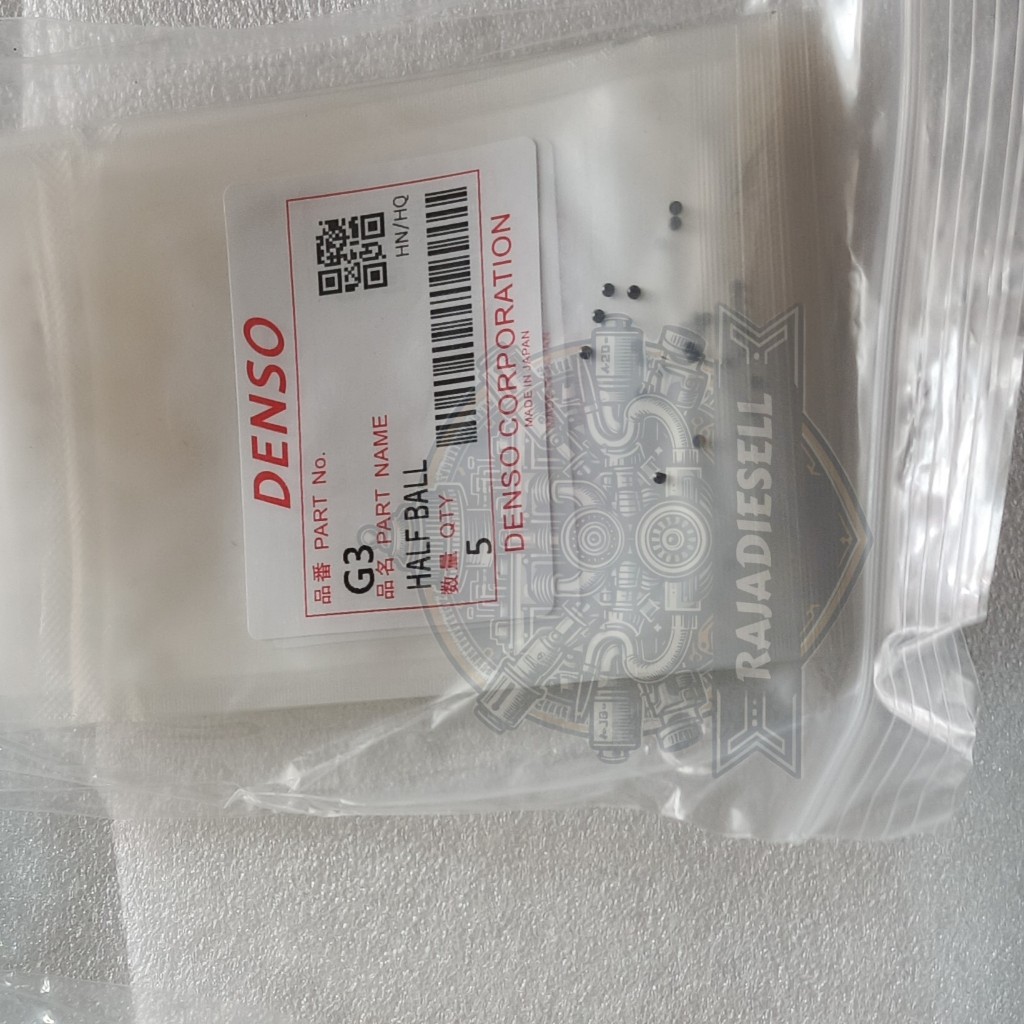 DENSO
品番 PART No.
G3
HN/HQ
品名 PART NAME
HALF BALL
数量 QTY
5
DENSO CORPORATION
MADE IN JAPAN
RAJADIESELL